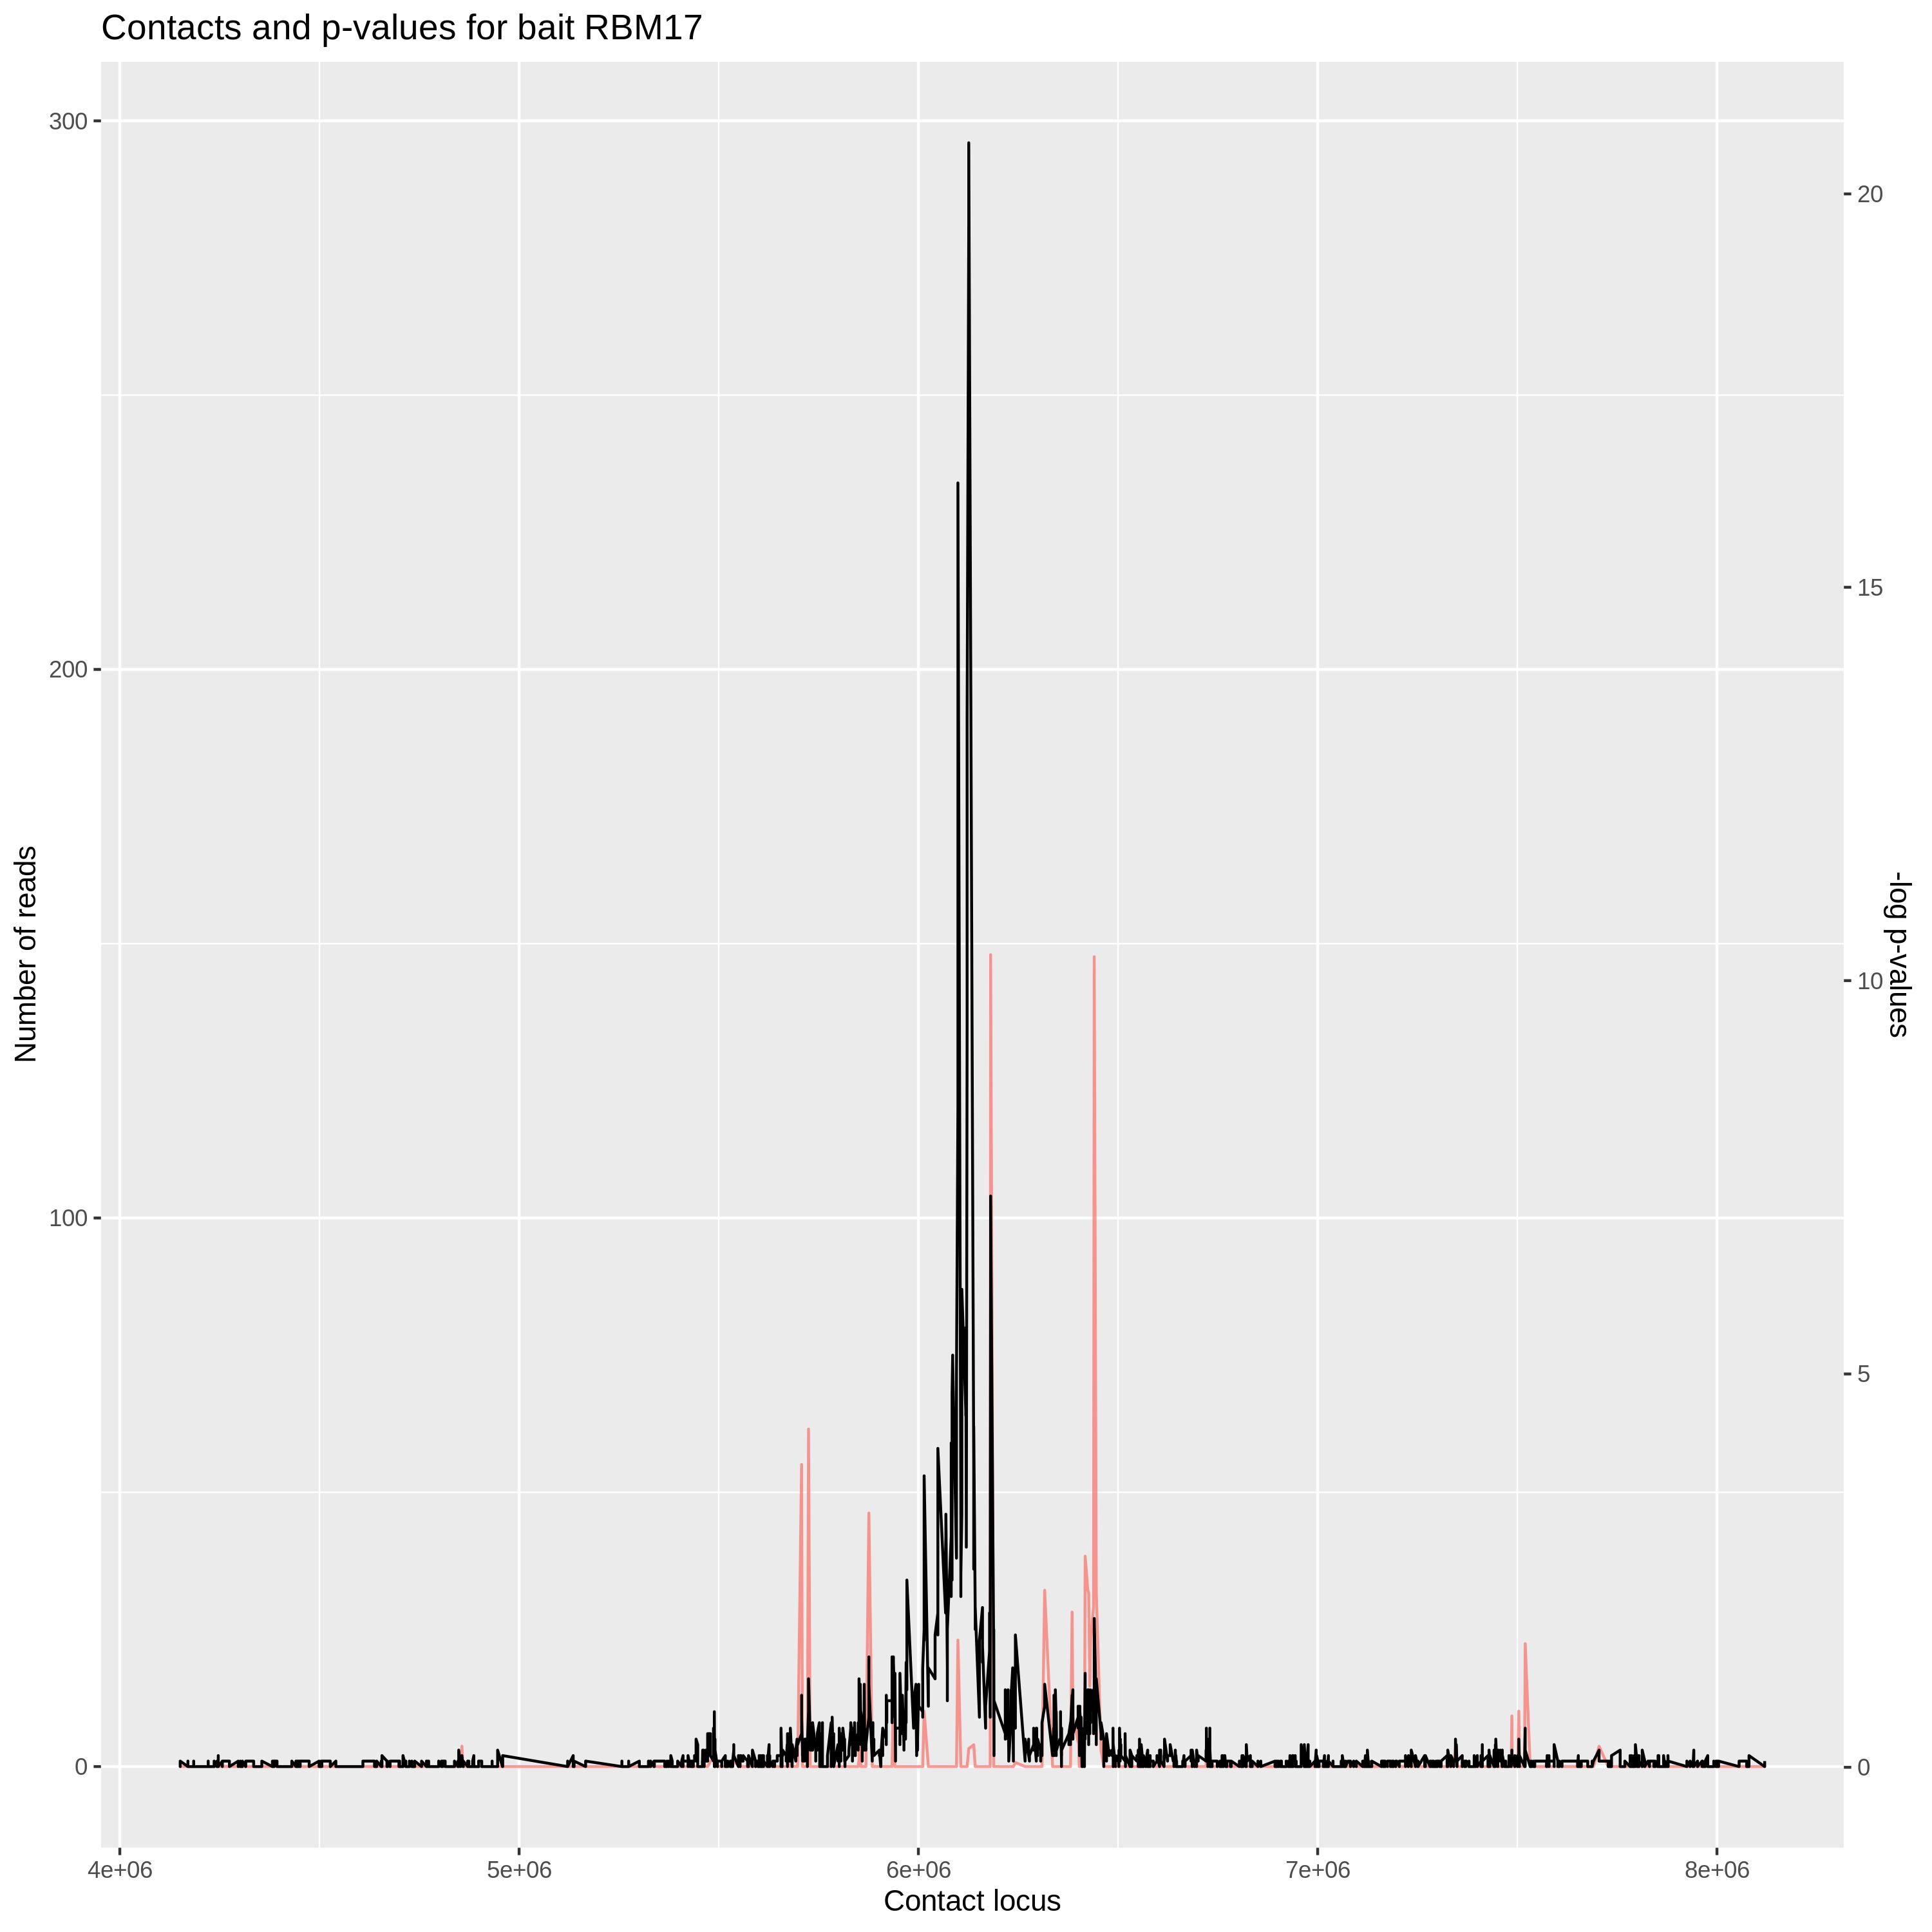 Contacts and p-values for bait RBM17
300
200
100
0
Number of reads
20
15
10
5
0
-log p-values
4e+06 5e+06 6e+06 7e+06 8e+06
Contact locus